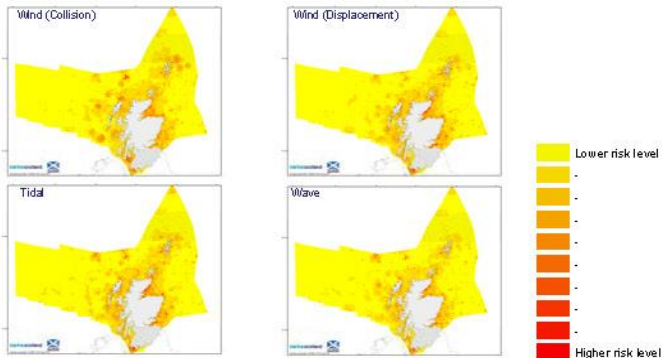 Wind (Collision)
Wind (Displacement)
Tidal
Wave
Lower risk level
-
-
-
-
-
-
-
-
Higher risk level